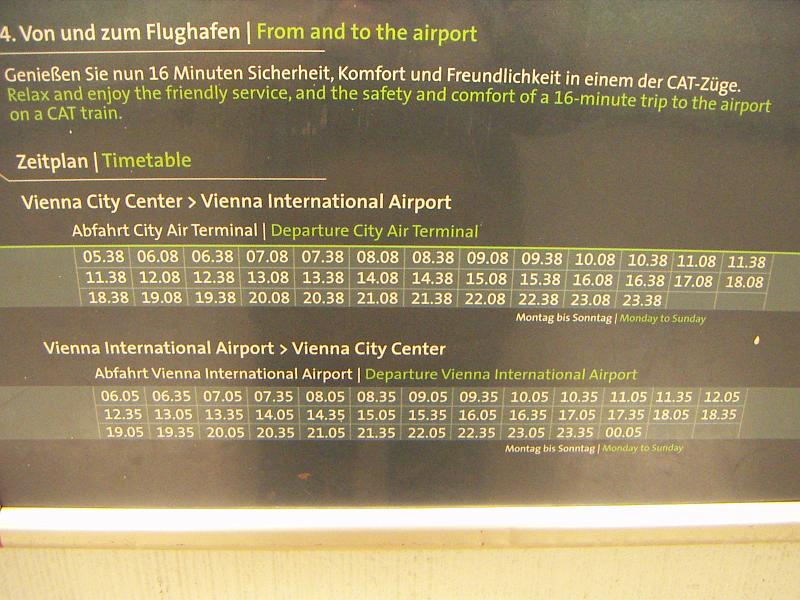 4. Von und zum Flughafen | From and to the airport
Genießen Sie nun 16 Minuten Sicherheit, Komfort und Freundlichkeit in einem der CAT-Züge.
Relax and enjoy the friendly service, and the safety and comfort of a 16-minute trip to the airport
on a CAT train.
Zeitplan | Timetable
Vienna City Center > Vienna International Airport
Abfahrt City Air Terminal | Departure City Air Terminal
05.38 06.08 06.38 07.08 07.38 08.08 08.38 09.08 09.38 10.08 10.38 11.08 11.38
11.38 12.08 12.38 13.08 13.38 14.08 14.38 15.08 15.38 16.08 16.38 17.08 18.08
18.38 19.08 19.38 20.08 20.38 21.08 21.38 22.08 22.38 23.08 23.38
Montag bis Sonntag | Monday to Sunday
Vienna International Airport > Vienna City Center
Abfahrt Vienna International Airport | Departure Vienna International Airport
06.05 06.35 07.05 07.35 08.05 08.35 09.05 09.35 10.05 10.35 11.05 11.35 12.05
12.35 13.05 13.35 14.05 14.35 15.05 15.35 16.05 16.35 17.05 17.35 18.05 18.35
19.05 19.35 20.05 20.35 21.05 21.35 22.05 22.35 23.05 23.35 00.05
Montag bis Sonntag | Monday to Sunday